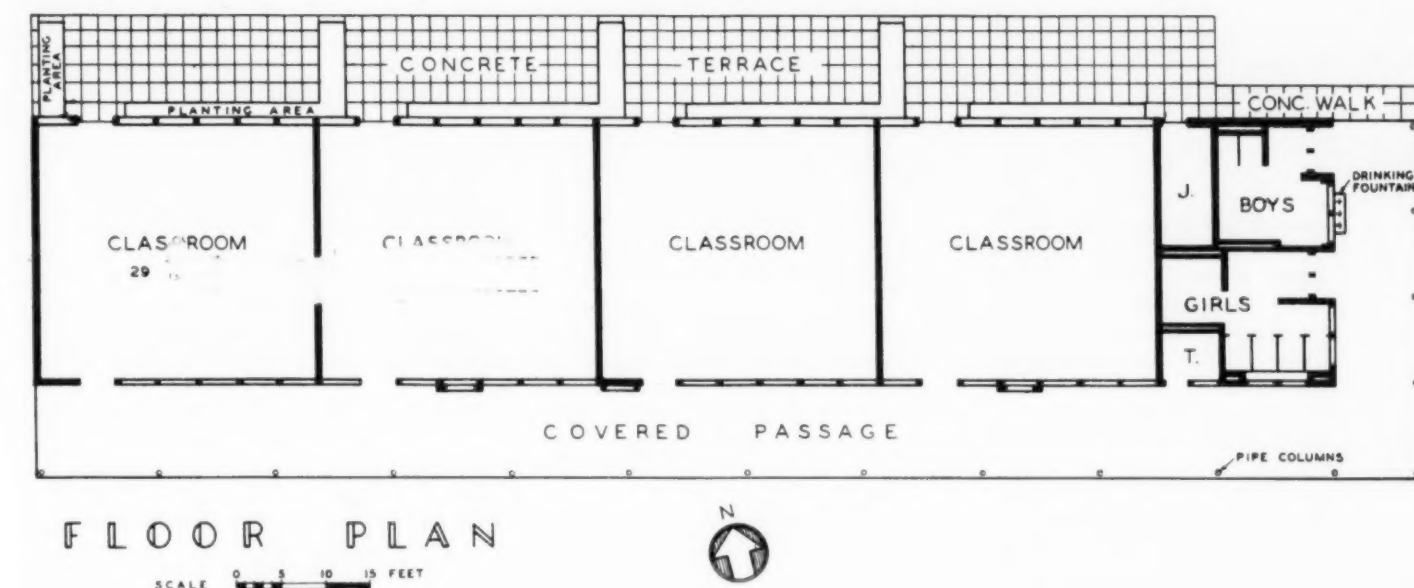 CONCRETE TERRACE
PLANTING AREA
PLANTING AREA
CONC. WALK
DRINKING FOUNTAIN
J.
BOYS
CLASSROOM
CLASSROOM
CLASSROOM
CLASSROOM
29
GIRLS
T.
COVERED PASSAGE
PIPE COLUMNS
FLOOR PLAN
N
SCALE 0 5 10 15 FEET